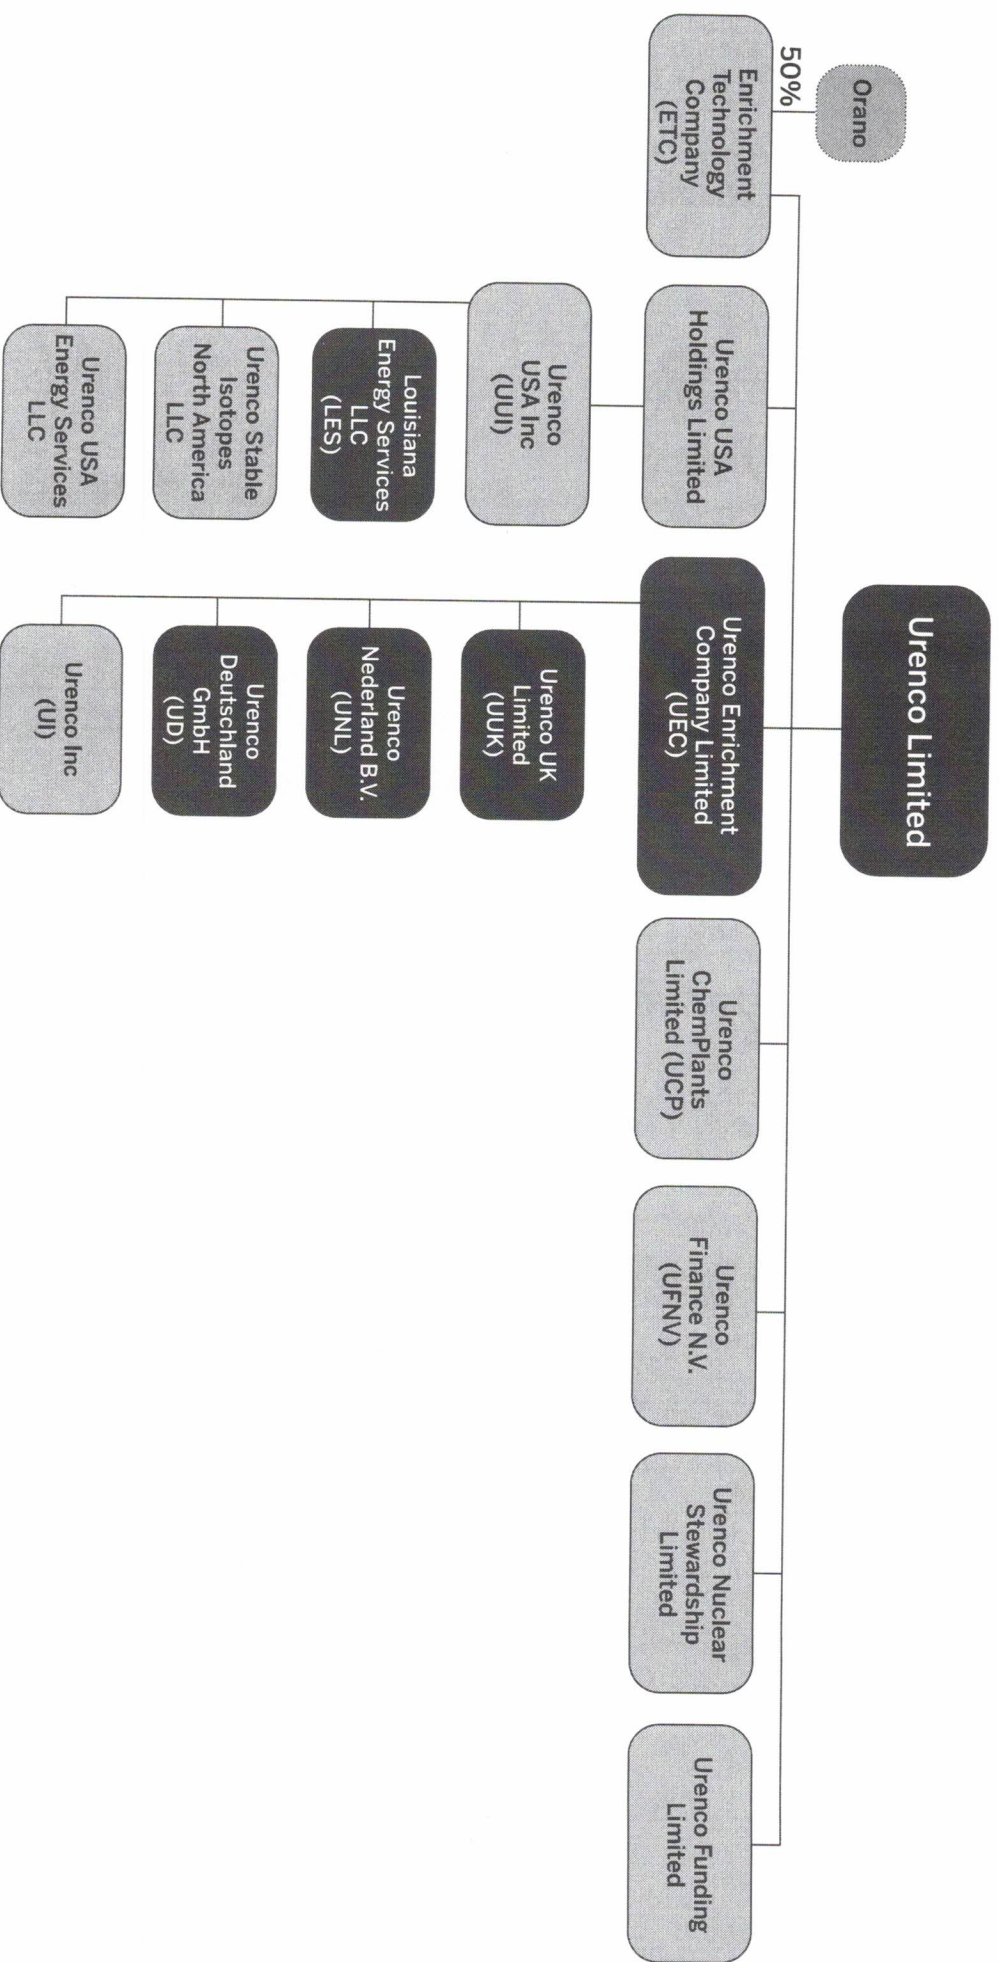 Urenco Limited
Orano
50%
Enrichment
Technology
Company
(ETC)
Urenco USA
Holdings Limited
Urenco
USA Inc
(UUI)
Louisiana
Energy Services
LLC
(LES)
Urenco Stable
Isotopes
North America
LLC
Urenco USA
Energy Services
LLC
Urenco Enrichment
Company Limited
(UEC)
Urenco UK
Limited
(UUK)
Urenco
Nederland B.V.
(UNL)
Urenco
Deutschland
GmbH
(UD)
Urenco Inc
(UI)
Urenco
ChemPlants
Limited (UCP)
Urenco
Finance N.V.
(UFNV)
Urenco Nuclear
Stewardship
Limited
Urenco Funding
Limited